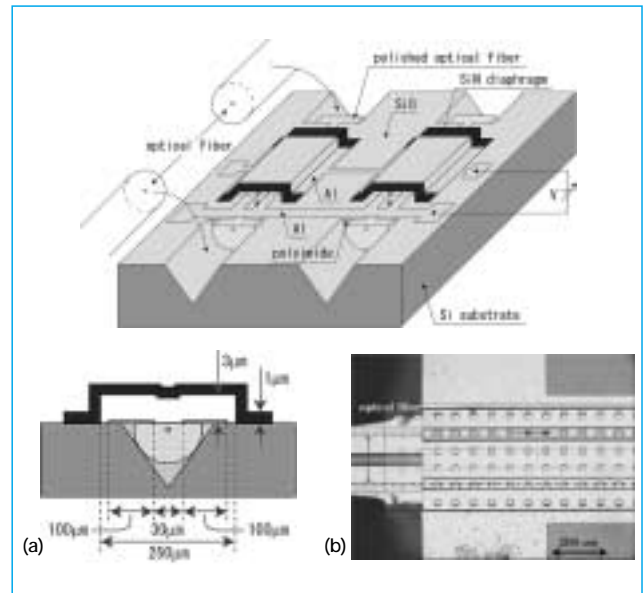 polished optical fiber
SiN diaphragm
SiO
optical fiber
Al
V
Al
polyimide
Si substrate
3μm
1μm
optical fiber
100μm
30μm
100μm
250μm
(a)
(b)